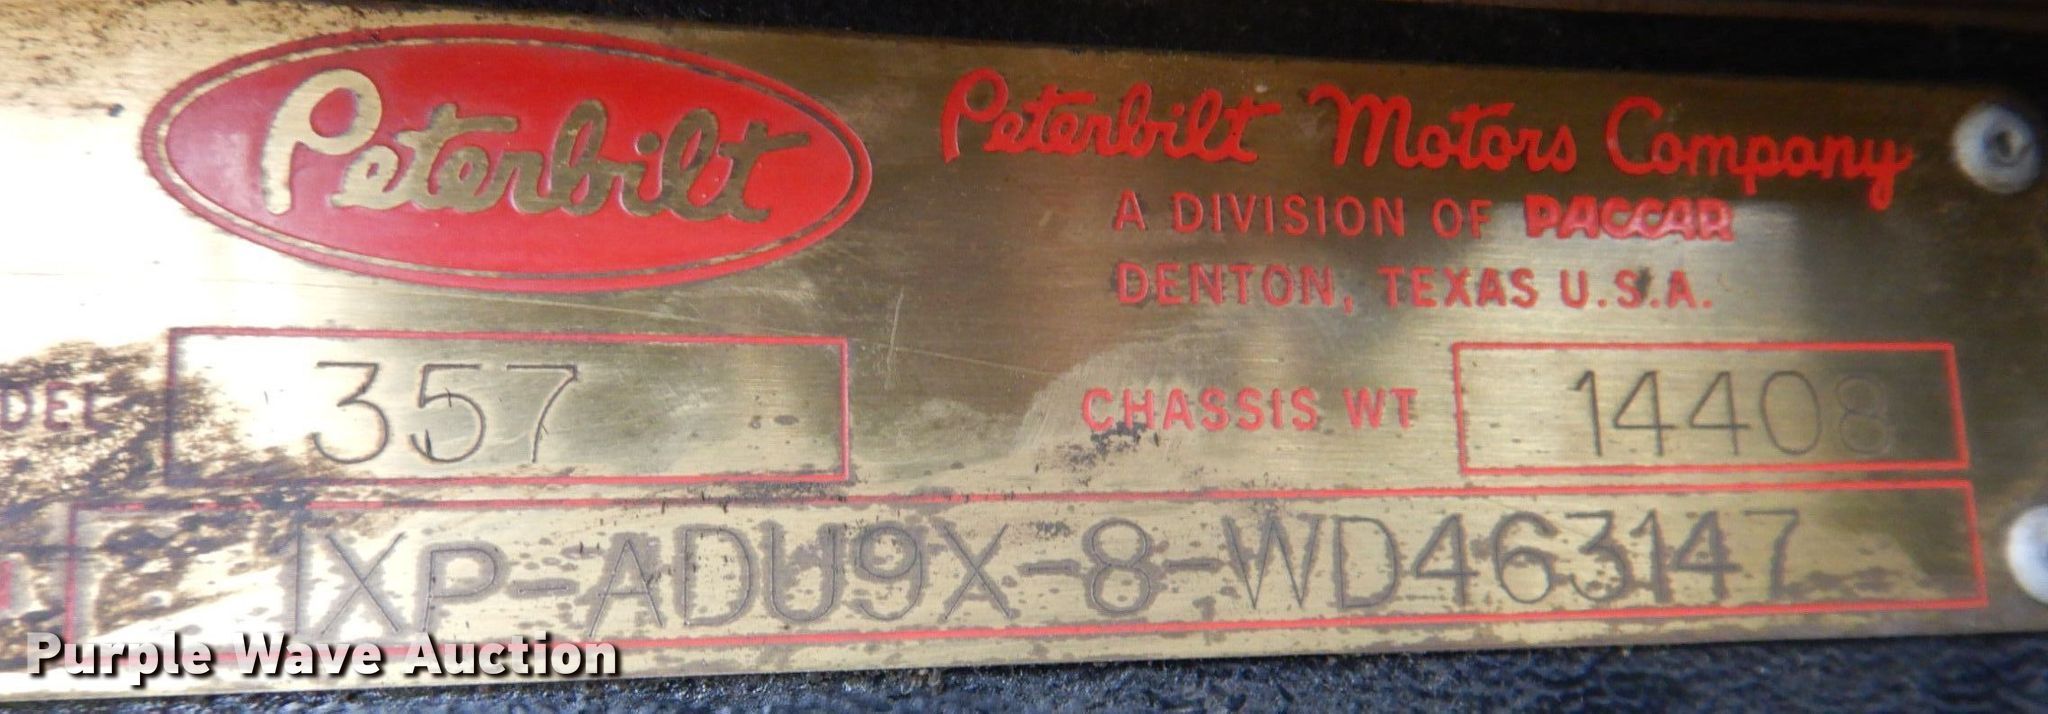 Peterbilt
Peterbilt Motors Company
A DIVISION OF PACCAR
DENTON, TEXAS U.S.A.
DEL 357
CHASSIS WT 14408
1XP-ADU9X-8-WD463147
Purple Wave Auction